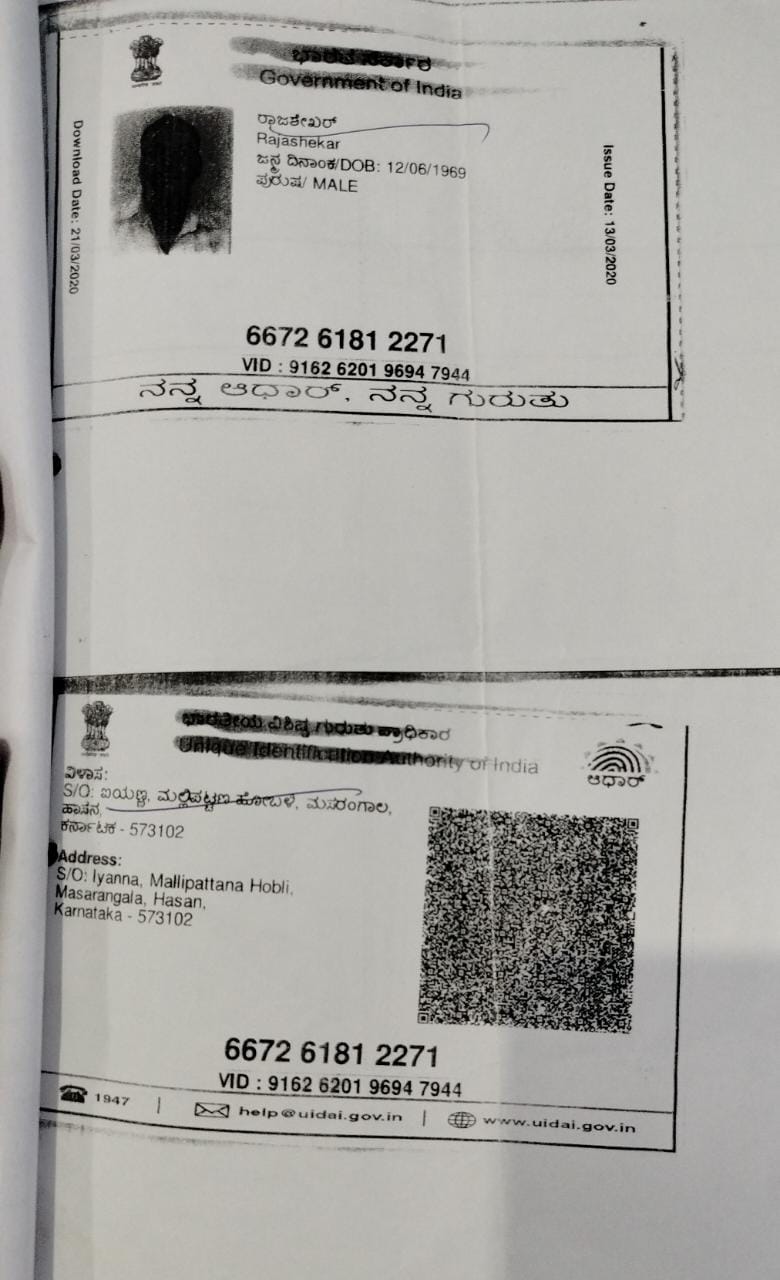 ಭಾರತ ಸರ್ಕಾರ
Government of India
ರಾಜಶೇಖರ್
Rajashekar
ಜನ್ಮ ದಿನಾಂಕ/DOB: 12/06/1969
ಪುರುಷ/ MALE
Download Date: 21/03/2020
Issue Date: 13/03/2020
6672 6181 2271
VID : 9162 6201 9694 7944
ನನ್ನ ಆಧಾರ್, ನನ್ನ ಗುರುತು
ಭಾರತೀಯ ವಿಶಿಷ್ಟ ಗುರುತು ಪ್ರಾಧಿಕಾರ
Unique Identification Authority of India
ಆಧಾರ್
ವಿಳಾಸ:
S/O: ಐಯಣ್ಣ, ಮಲ್ಲಿಪಟ್ಟಣ ಹೋಬಳಿ, ಮಸರಂಗಾಲ,
ಹಾಸನ,
ಕರ್ನಾಟಕ - 573102
Address:
S/O: Iyanna, Mallipattana Hobli,
Masarangala, Hasan,
Karnataka - 573102
6672 6181 2271
VID : 9162 6201 9694 7944
1947 | help@uidai.gov.in | www.uidai.gov.in